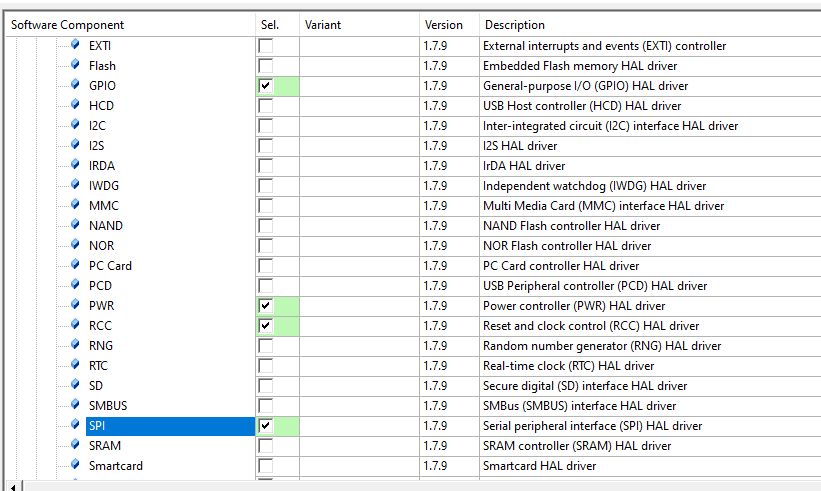 Software Component Sel. Variant Version Description
EXTI 1.7.9 External interrupts and events (EXTI) controller
Flash 1.7.9 Embedded Flash memory HAL driver
GPIO 1.7.9 General-purpose I/O (GPIO) HAL driver
HCD 1.7.9 USB Host controller (HCD) HAL driver
I2C 1.7.9 Inter-integrated circuit (I2C) interface HAL driver
I2S 1.7.9 I2S HAL driver
IRDA 1.7.9 IrDA HAL driver
IWDG 1.7.9 Independent watchdog (IWDG) HAL driver
MMC 1.7.9 Multi Media Card (MMC) interface HAL driver
NAND 1.7.9 NAND Flash controller HAL driver
NOR 1.7.9 NOR Flash controller HAL driver
PC Card 1.7.9 PC Card controller HAL driver
PCD 1.7.9 USB Peripheral controller (PCD) HAL driver
PWR 1.7.9 Power controller (PWR) HAL driver
RCC 1.7.9 Reset and clock control (RCC) HAL driver
RNG 1.7.9 Random number generator (RNG) HAL driver
RTC 1.7.9 Real-time clock (RTC) HAL driver
SD 1.7.9 Secure digital (SD) interface HAL driver
SMBUS 1.7.9 SMBus (SMBUS) interface HAL driver
SPI 1.7.9 Serial peripheral interface (SPI) HAL driver
SRAM 1.7.9 SRAM controller (SRAM) HAL driver
Smartcard 1.7.9 Smartcard HAL driver